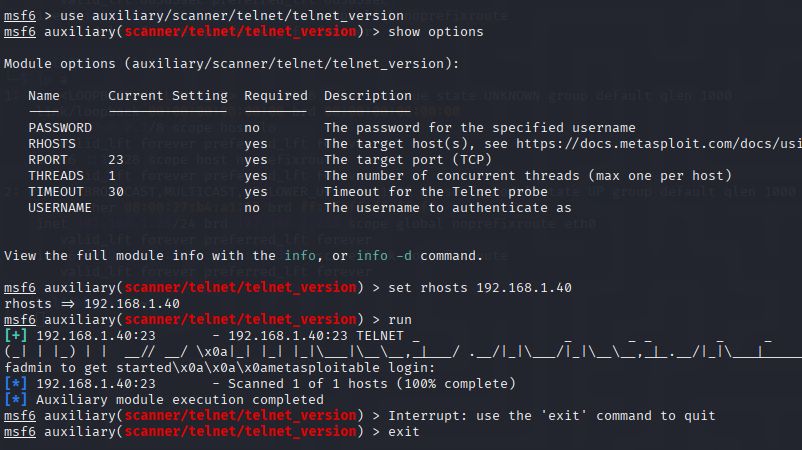 msf6 > use auxiliary/scanner/telnet/telnet_version
msf6 auxiliary(scanner/telnet/telnet_version) > show options
Module options (auxiliary/scanner/telnet/telnet_version):
Name Current Setting Required Description
---- --------------- -------- -----------
PASSWORD no The password for the specified username
RHOSTS yes The target host(s), see https://docs.metasploit.com/docs/usi
RPORT 23 yes The target port (TCP)
THREADS 1 yes The number of concurrent threads (max one per host)
TIMEOUT 30 yes Timeout for the Telnet probe
USERNAME no The username to authenticate as
View the full module info with the info, or info -d command.
msf6 auxiliary(scanner/telnet/telnet_version) > set rhosts 192.168.1.40
rhosts => 192.168.1.40
msf6 auxiliary(scanner/telnet/telnet_version) > run
[+] 192.168.1.40:23 - 192.168.1.40:23 TELNET _ _ _ _ _ _
(_| | |_) | | __// __/ \x0a|_| |_| |_|\___|\__\__,_|___/ .__/|_|\___/|_|\__\__,_|_.__/|_|\___|
fadmin to get started\x0a\x0a\x0ametasploitable login:
[*] 192.168.1.40:23 - Scanned 1 of 1 hosts (100% complete)
[*] Auxiliary module execution completed
msf6 auxiliary(scanner/telnet/telnet_version) > Interrupt: use the 'exit' command to quit
msf6 auxiliary(scanner/telnet/telnet_version) > exit